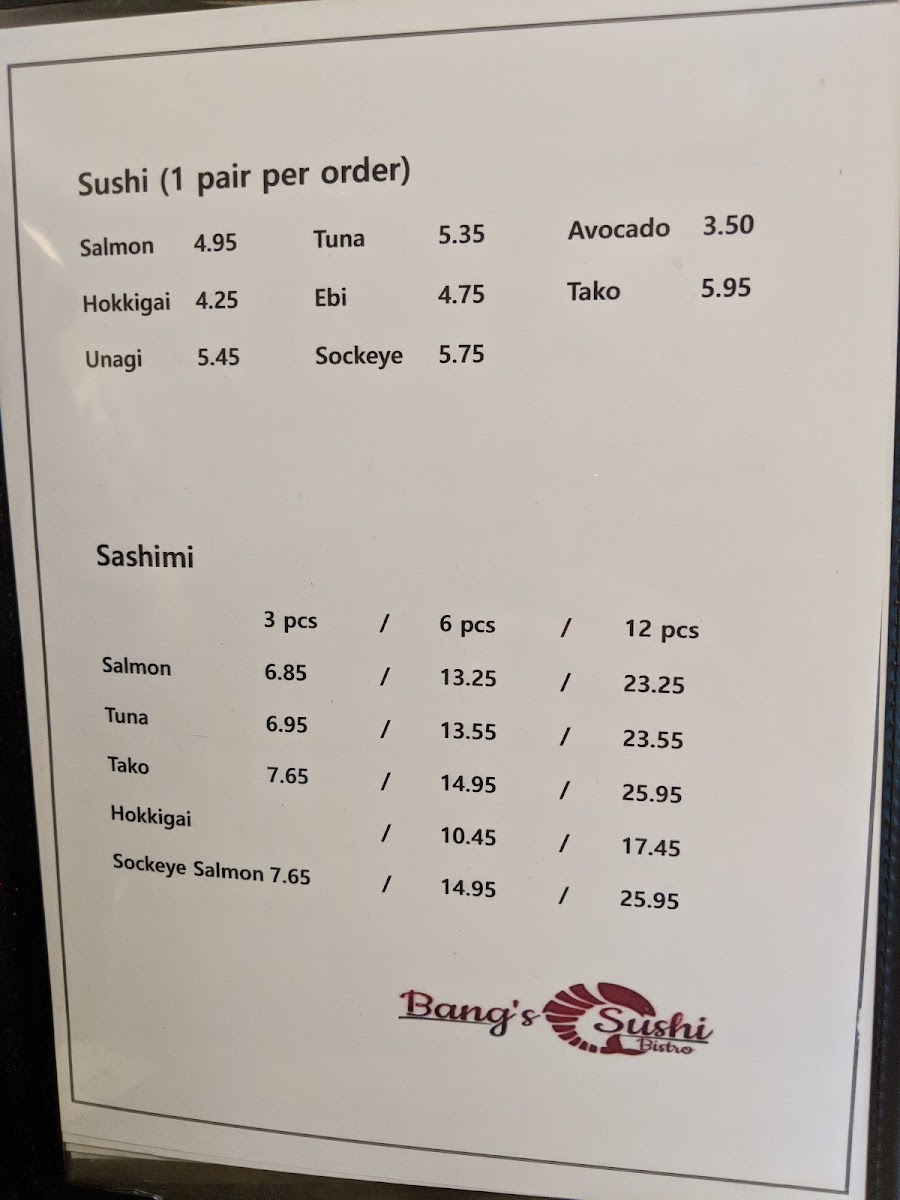 Sushi (1 pair per order)
Salmon 4.95 Tuna 5.35 Avocado 3.50
Hokkigai 4.25 Ebi 4.75 Tako 5.95
Unagi 5.45 Sockeye 5.75
Sashimi
3 pcs / 6 pcs / 12 pcs
Salmon 6.85 / 13.25 / 23.25
Tuna 6.95 / 13.55 / 23.55
Tako 7.65 / 14.95 / 25.95
Hokkigai / 10.45 / 17.45
Sockeye Salmon 7.65 / 14.95 / 25.95
Bang's Sushi
Bistro